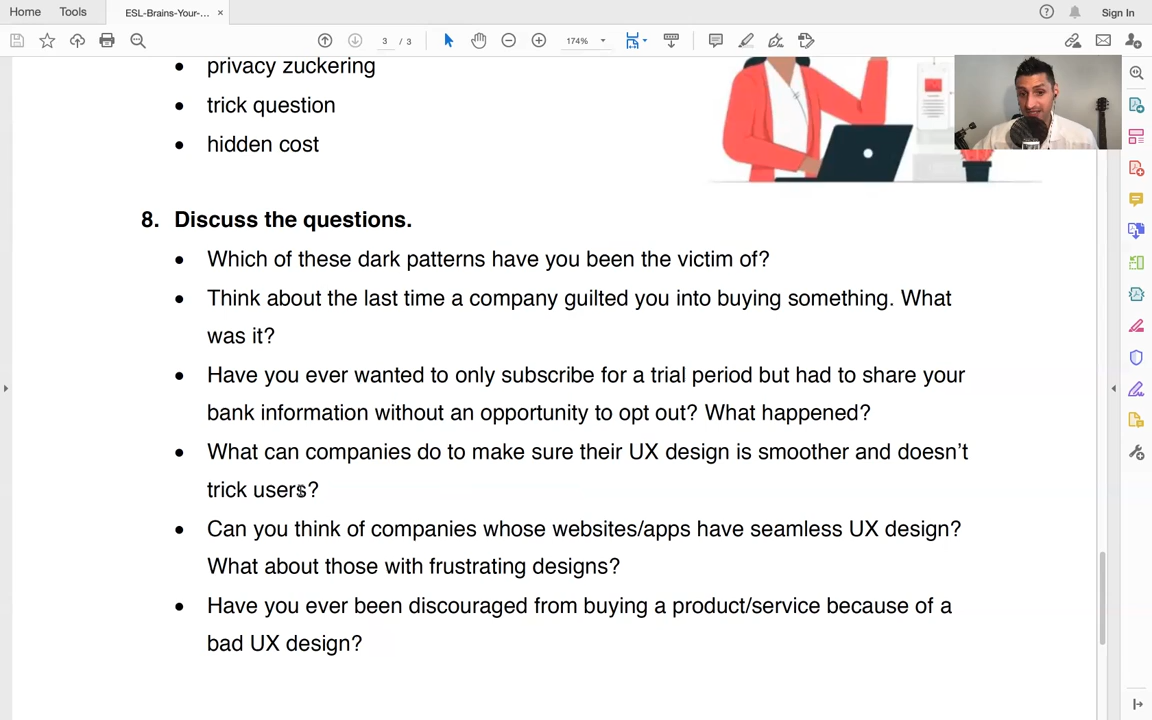 Home Tools ESL-Brains-Your-... × Sign In
3 / 3 174%
• privacy zuckering
• trick question
• hidden cost
8. Discuss the questions.
• Which of these dark patterns have you been the victim of?
• Think about the last time a company guilted you into buying something. What
was it?
• Have you ever wanted to only subscribe for a trial period but had to share your
bank information without an opportunity to opt out? What happened?
• What can companies do to make sure their UX design is smoother and doesn’t
trick users?
• Can you think of companies whose websites/apps have seamless UX design?
What about those with frustrating designs?
• Have you ever been discouraged from buying a product/service because of a
bad UX design?